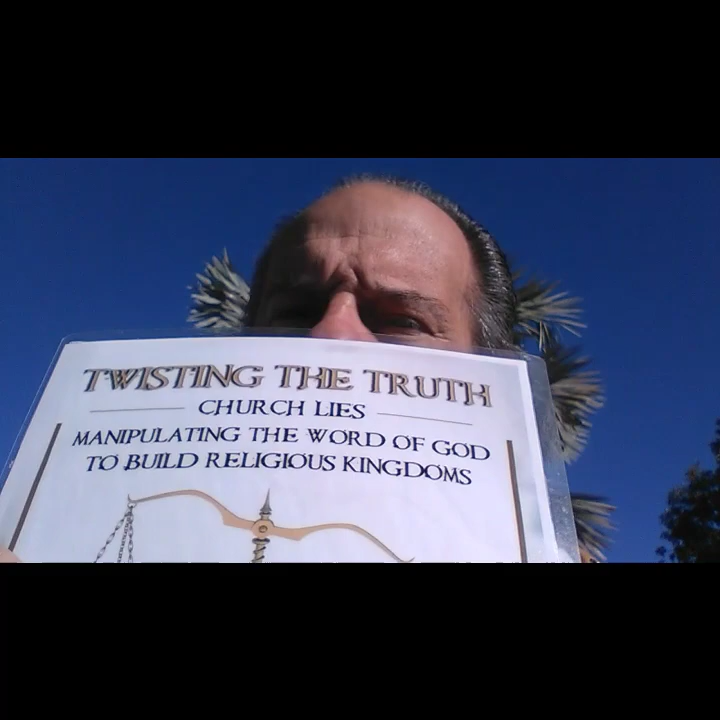 TWISTING THE TRUTH
CHURCH LIES
MANIPULATING THE WORD OF GOD
TO BUILD RELIGIOUS KINGDOMS